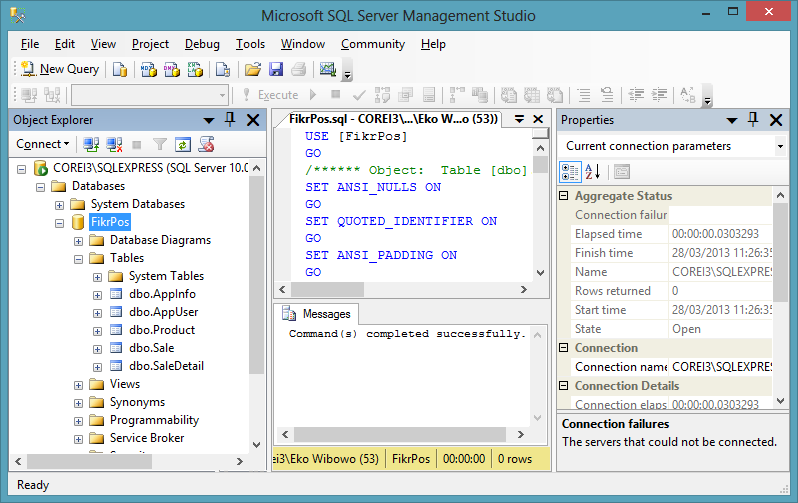 Microsoft SQL Server Management Studio
File Edit View Project Debug Tools Window Community Help
New Query
Execute
Object Explorer
Connect
COREI3\SQLEXPRESS (SQL Server 10.0
Databases
System Databases
FikrPos
Database Diagrams
Tables
System Tables
dbo.AppInfo
dbo.AppUser
dbo.Product
dbo.Sale
dbo.SaleDetail
Views
Synonyms
Programmability
Service Broker
FikrPos.sql - COREI3\...\Eko W...o (53))
USE [FikrPos]
GO
/****** Object:  Table [dbo]
SET ANSI_NULLS ON
GO
SET QUOTED_IDENTIFIER ON
GO
SET ANSI_PADDING ON
GO
Messages
Command(s) completed successfully.
ei3\Eko Wibowo (53) FikrPos 00:00:00 0 rows
Properties
Current connection parameters
Aggregate Status
Connection failur
Elapsed time 00:00:00.0303293
Finish time 28/03/2013 11:26:35
Name COREI3\SQLEXPRESS
Rows returned 0
Start time 28/03/2013 11:26:35
State Open
Connection
Connection name COREI3\SQLEXPRESS
Connection Details
Connection elaps 00:00:00.0303293
Connection failures
The servers that could not be connected.
Ready